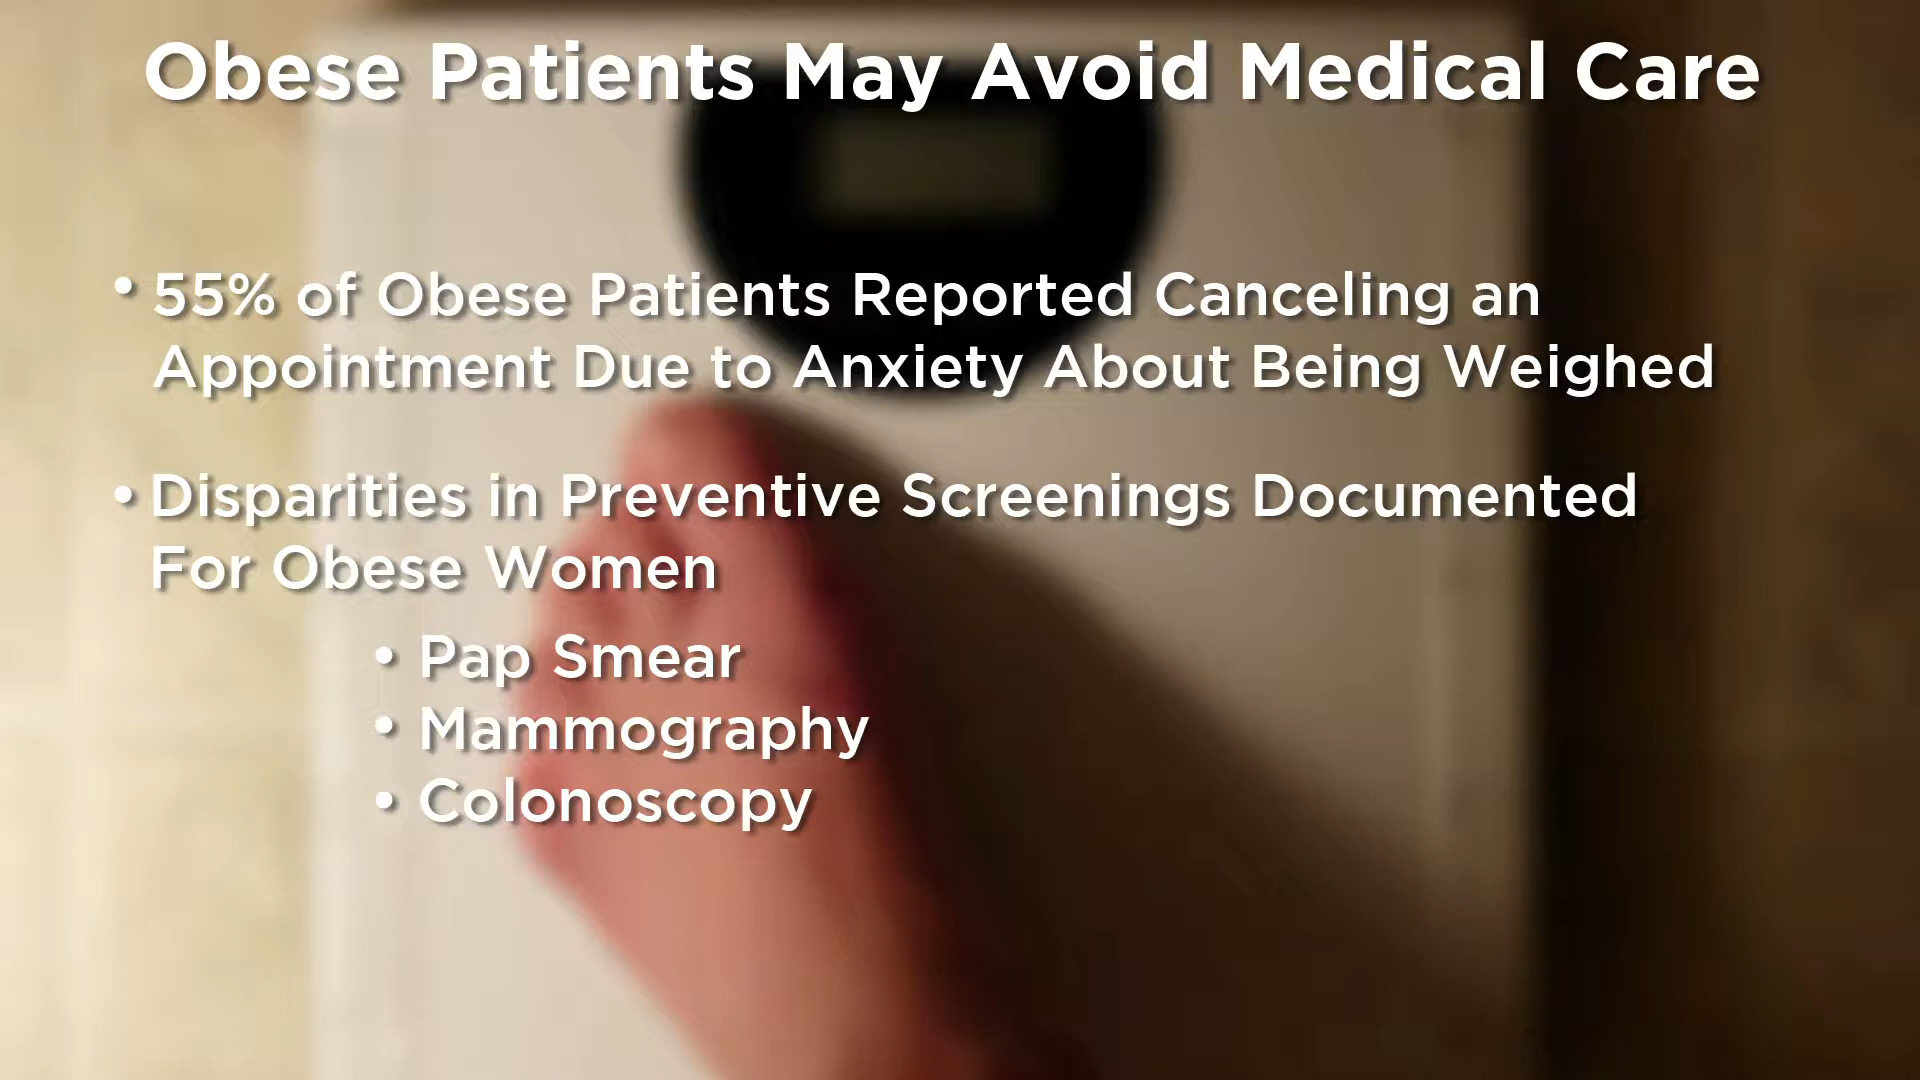 Obese Patients May Avoid Medical Care
• 55% of Obese Patients Reported Canceling an
Appointment Due to Anxiety About Being Weighed
• Disparities in Preventive Screenings Documented
For Obese Women
• Pap Smear
• Mammography
• Colonoscopy